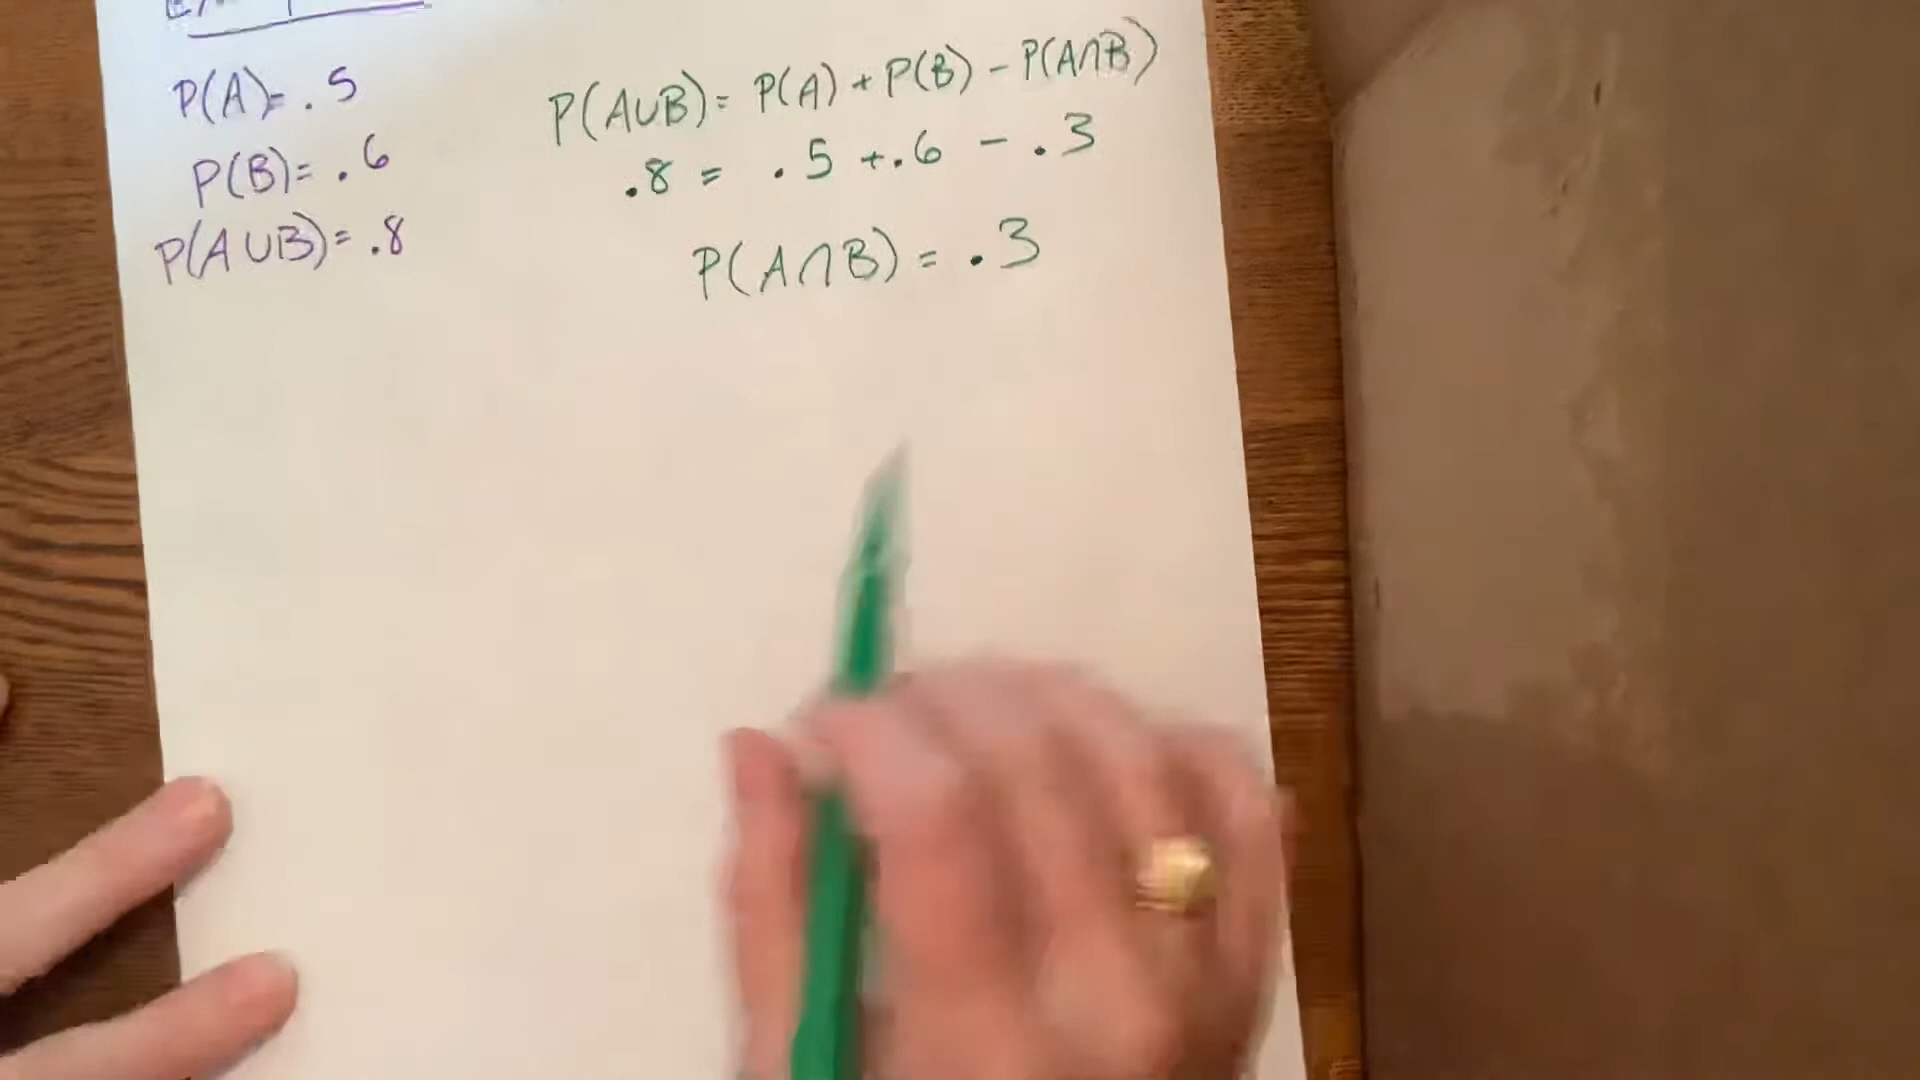 P(A)= .5
P(B)= .6
P(A∪B)= .8
P(A∪B)= P(A) + P(B) - P(A∩B)
.8 = .5 +.6 - .3
P(A∩B) = .3